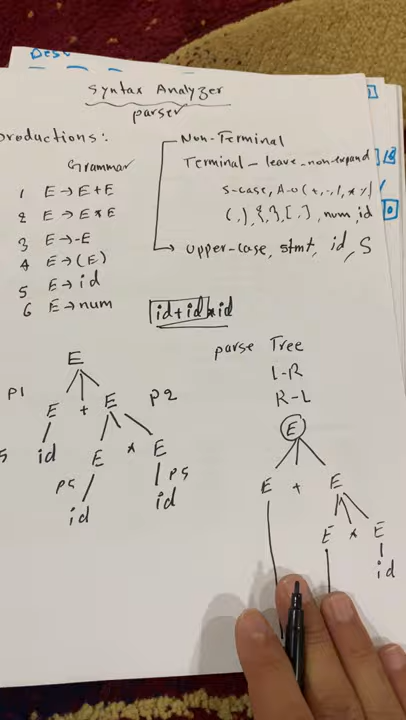 Syntax Analyzer
parser
productions:
Grammar
1 E → E + E
2 E → E * E
3 E → -E
4 E → (E)
5 E → id
6 E → num
Non-Terminal
Terminal - leave - non-expand
S-case, A-o (+, -, /, *
(, ), {, }, [, ] , num, id
upper-case, stmt, id, S
id + id * id
E
P1
E + E P2
id E * E
P5 P5
id id
parse Tree
L-R
R-L
E
E + E
E * E
id